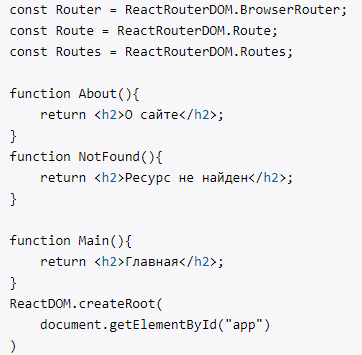 const Router = ReactRouterDOM.BrowserRouter;
const Route = ReactRouterDOM.Route;
const Routes = ReactRouterDOM.Routes;
function About(){
    return <h2>О сайте</h2>;
}
function NotFound(){
    return <h2>Ресурс не найден</h2>;
}
function Main(){
    return <h2>Главная</h2>;
}
ReactDOM.createRoot(
    document.getElementById("app")
)